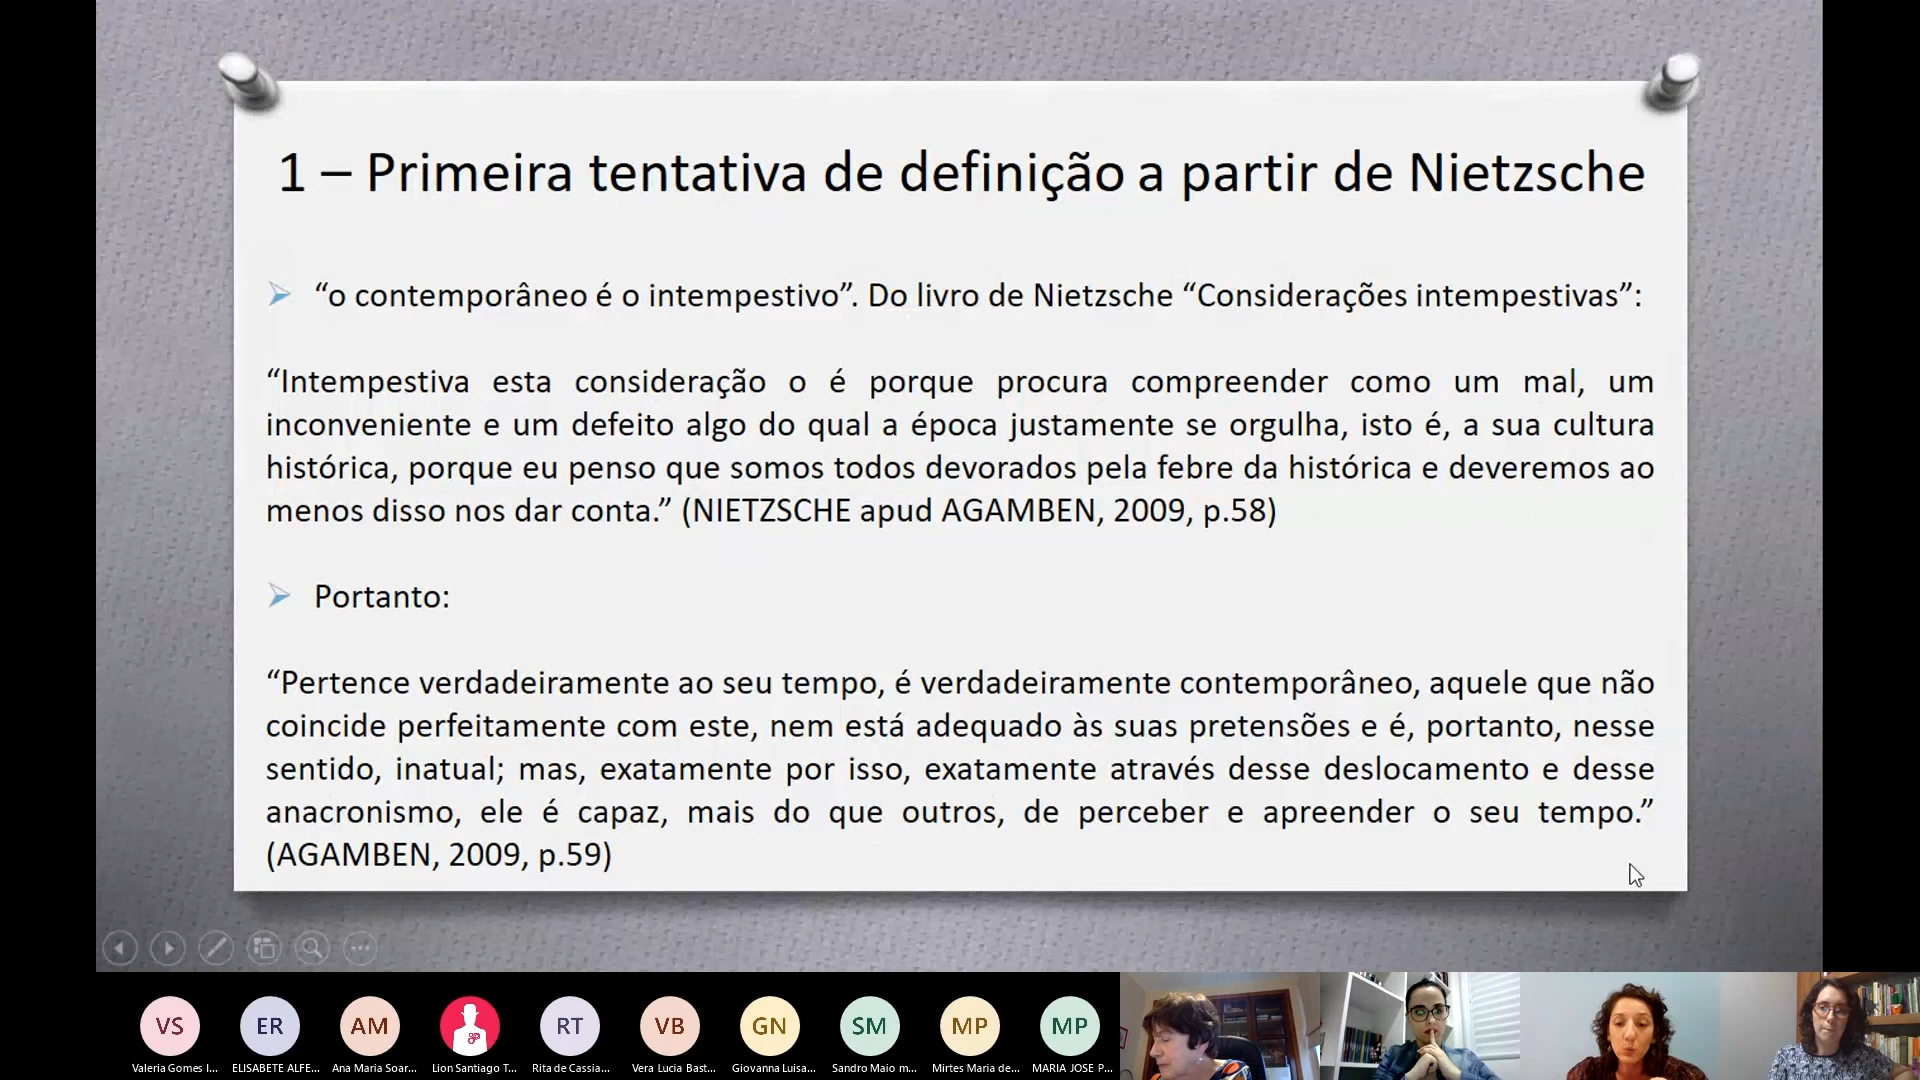 1 – Primeira tentativa de definição a partir de Nietzsche
“o contemporâneo é o intempestivo”. Do livro de Nietzsche “Considerações intempestivas”:
“Intempestiva esta consideração o é porque procura compreender como um mal, um
inconveniente e um defeito algo do qual a época justamente se orgulha, isto é, a sua cultura
histórica, porque eu penso que somos todos devorados pela febre da histórica e deveremos ao
menos disso nos dar conta.” (NIETZSCHE apud AGAMBEN, 2009, p.58)
Portanto:
“Pertence verdadeiramente ao seu tempo, é verdadeiramente contemporâneo, aquele que não
coincide perfeitamente com este, nem está adequado às suas pretensões e é, portanto, nesse
sentido, inatual; mas, exatamente por isso, exatamente através desse deslocamento e desse
anacronismo, ele é capaz, mais do que outros, de perceber e apreender o seu tempo.”
(AGAMBEN, 2009, p.59)
VS ER AM RT VB GN SM MP MP
Valeria Gomes I... ELISABETE ALFE... Ana Maria Soar... Lion Santiago T... Rita de Cassia... Vera Lucia Bast... Giovanna Luisa... Sandro Maio m... Mirtes Maria de... MARIA JOSE P...